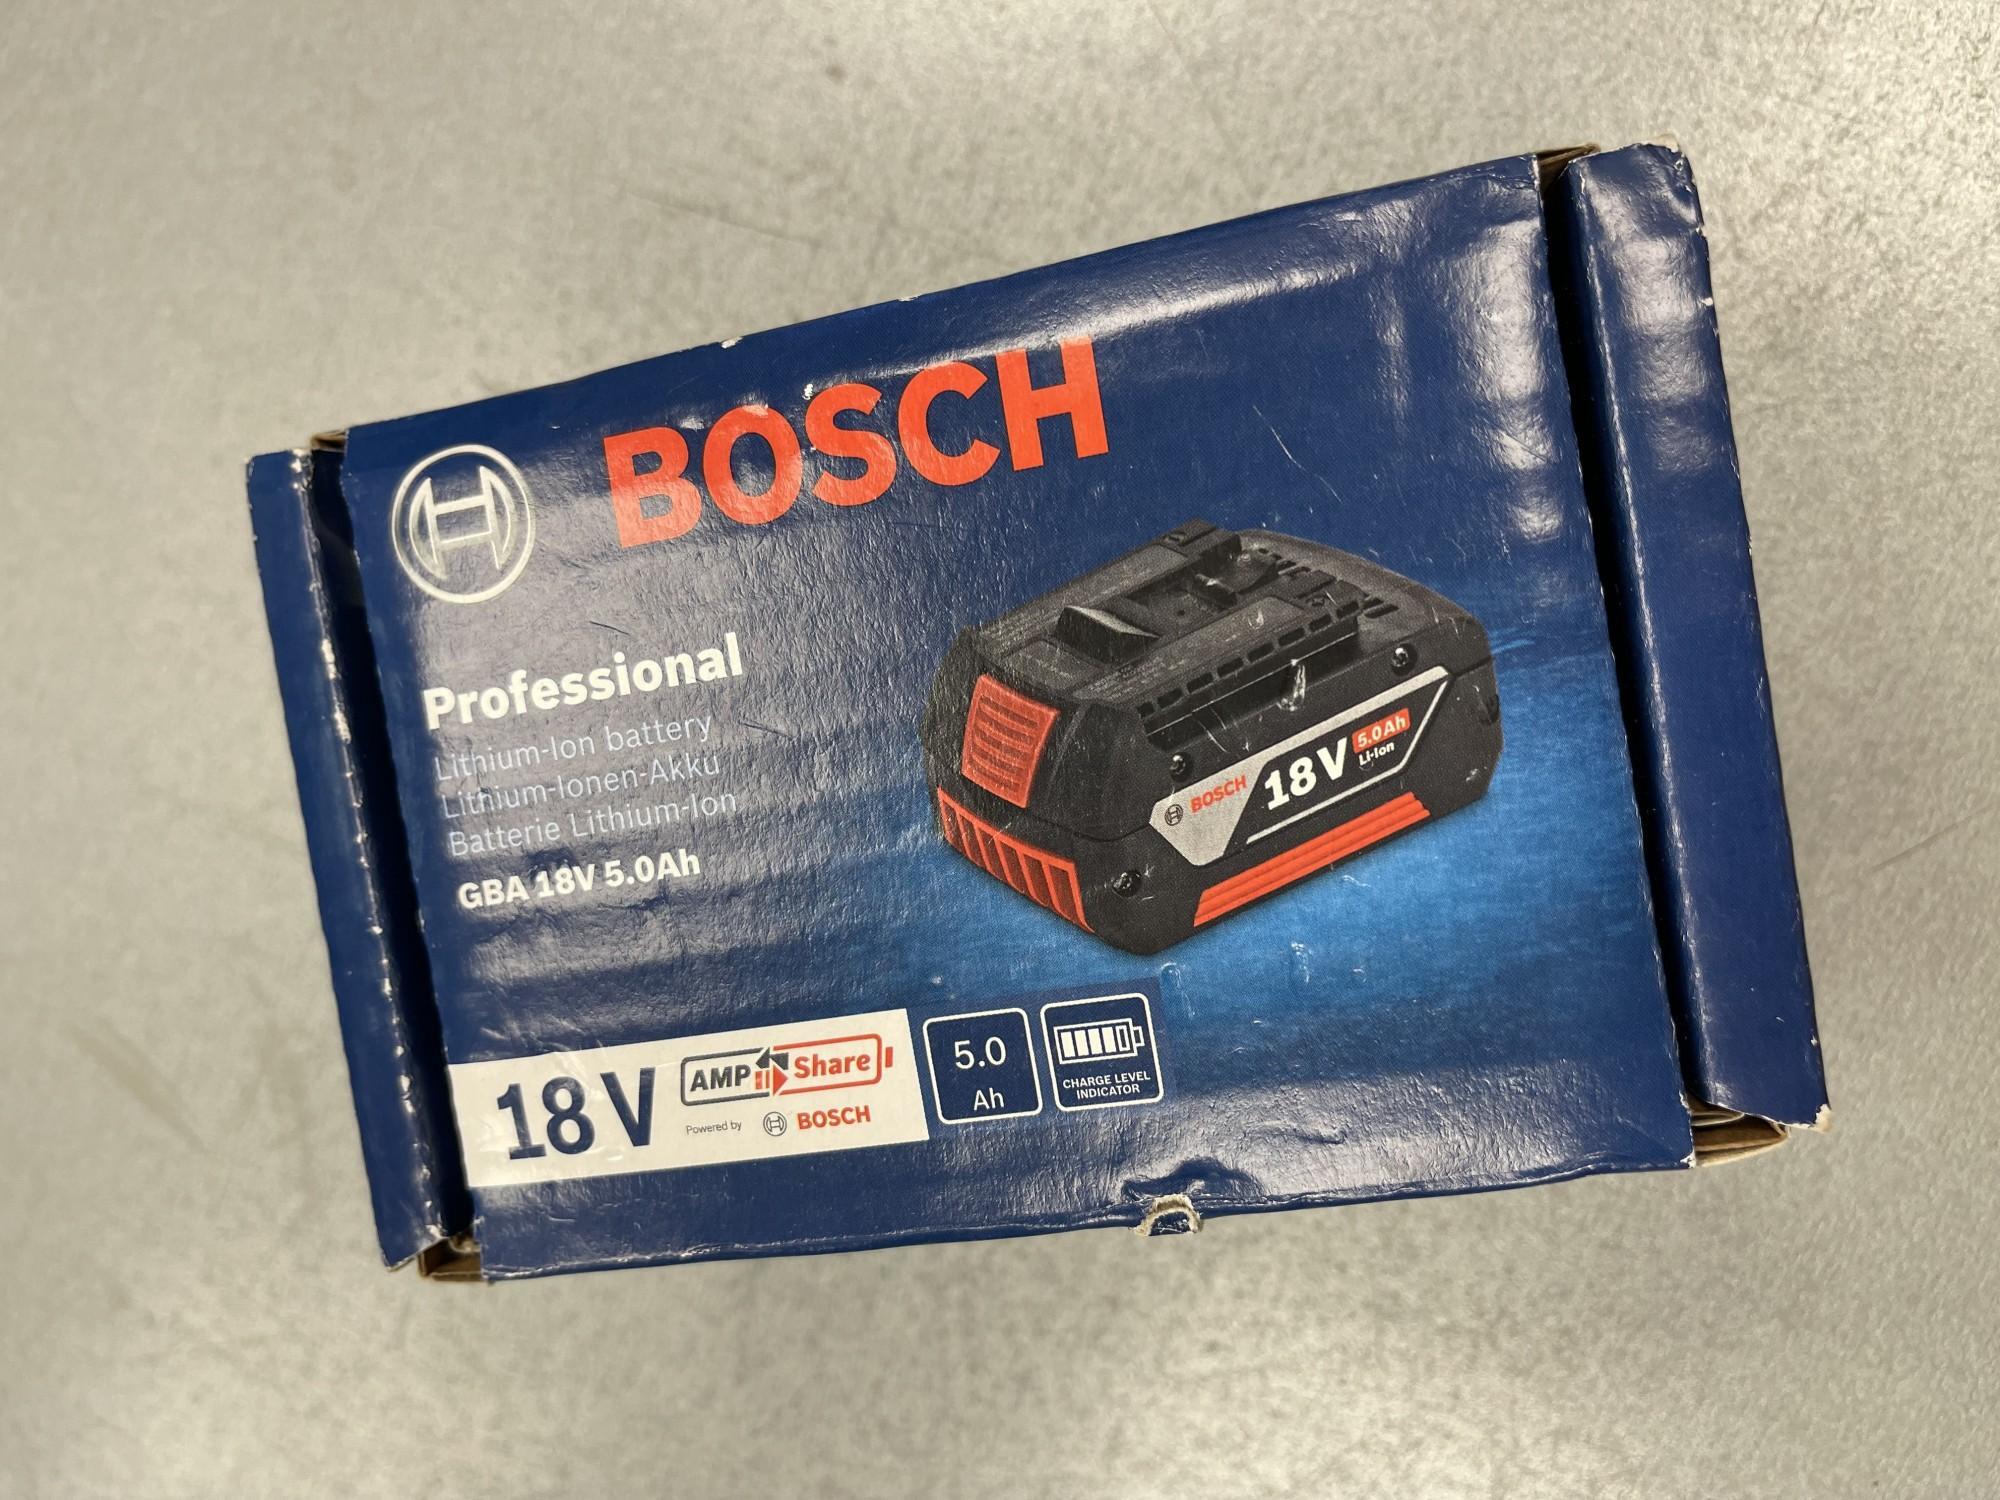 BOSCH
Professional
Lithium-Ion battery
Lithium-Ionen-Akku
Batterie Lithium-Ion
GBA 18V 5.0Ah
BOSCH
18V
5.0Ah
Li-Ion
18V
AMP Share
Powered by BOSCH
5.0
Ah
CHARGE LEVEL
INDICATOR